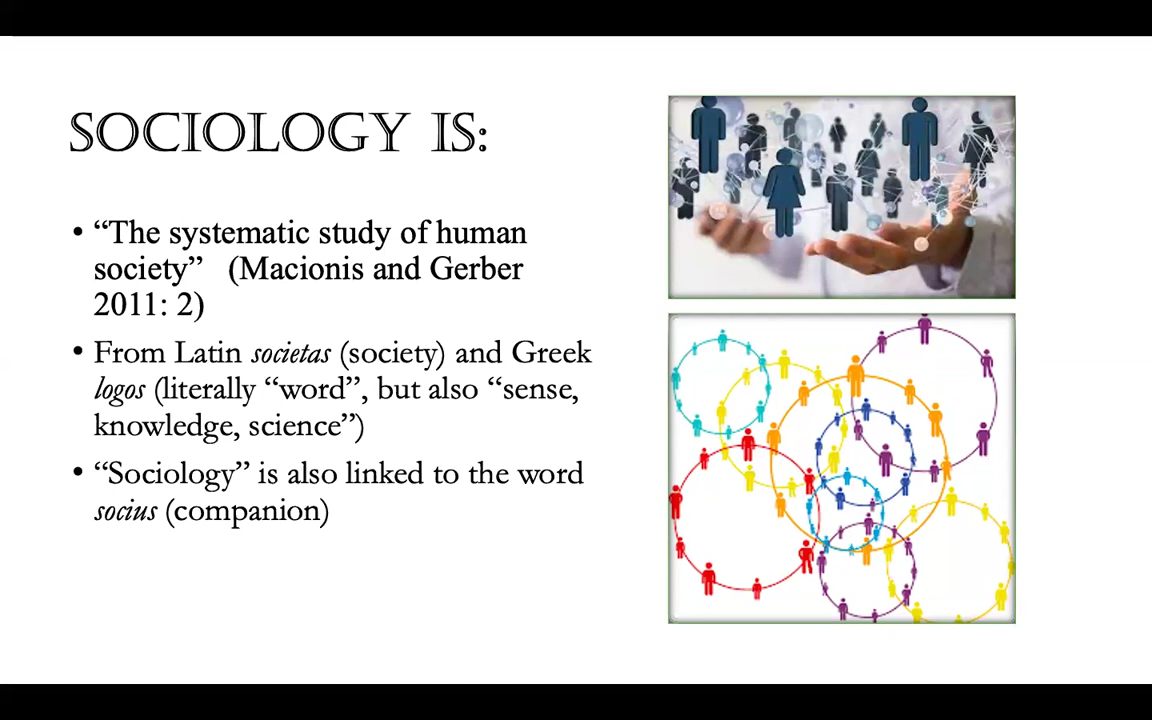 SOCIOLOGY IS:
• “The systematic study of human
society” (Macionis and Gerber
2011: 2)
• From Latin societas (society) and Greek
logos (literally “word”, but also “sense,
knowledge, science”)
• “Sociology” is also linked to the word
socius (companion)